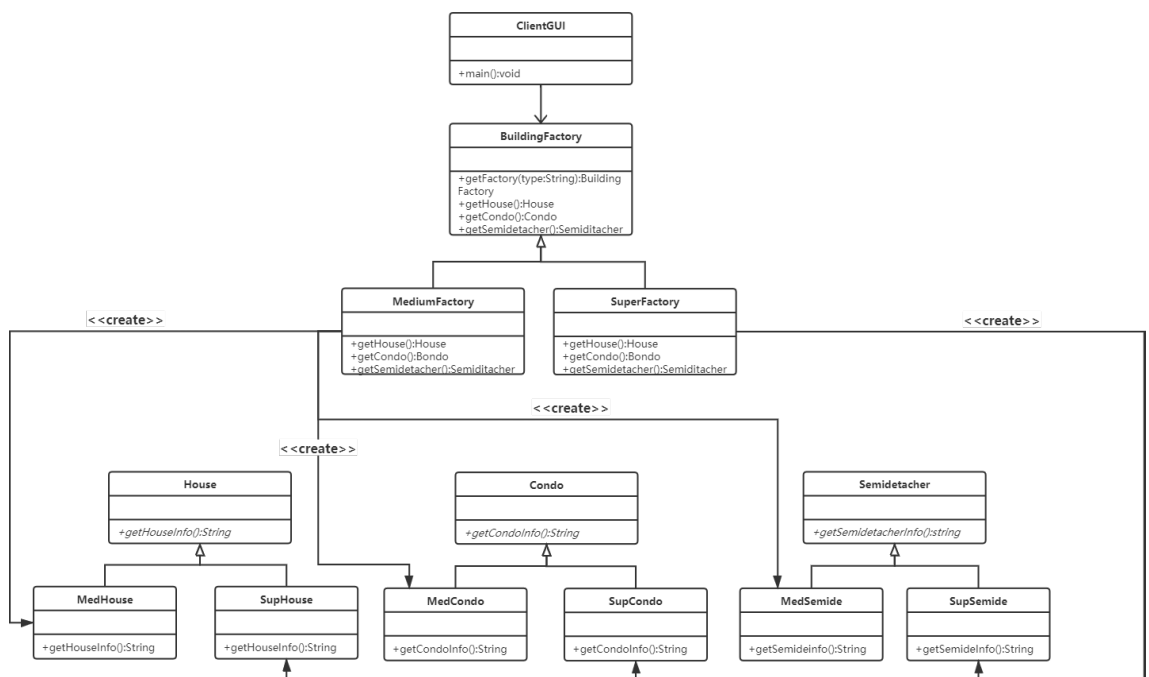 ClientGUI
+main():void
BuildingFactory
+getFactory(type:String):Building
Factory
+getHouse():House
+getCondo():Condo
+getSemidetacher():Semiditacher
MediumFactory
+getHouse():House
+getCondo():Bondo
+getSemidetacher():Semiditacher
SuperFactory
+getHouse():House
+getCondo():Bondo
+getSemidetacher():Semiditacher
<<create>>
<<create>>
<<create>>
<<create>>
House
+getHouseInfo():String
Condo
+getCondoInfo():String
Semidetacher
+getSemidetacherInfo():string
MedHouse
+getHouseInfo():String
SupHouse
+getHouseInfo():String
MedCondo
+getCondoInfo():String
SupCondo
+getCondoInfo():String
MedSemide
+getSemideinfo():String
SupSemide
+getSemideInfo():String